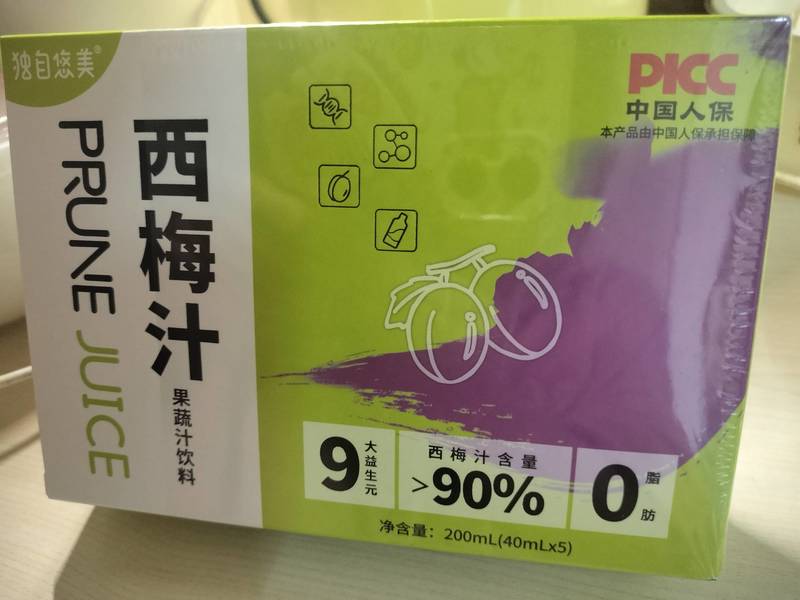 独自悠美®
西梅汁
PRUNE JUICE
果蔬汁饮料
PICC
中国人保
本产品由中国人保承担保障
9
大益生元
西梅汁含量
>90%
0
脂肪
净含量：200mL(40mLx5)